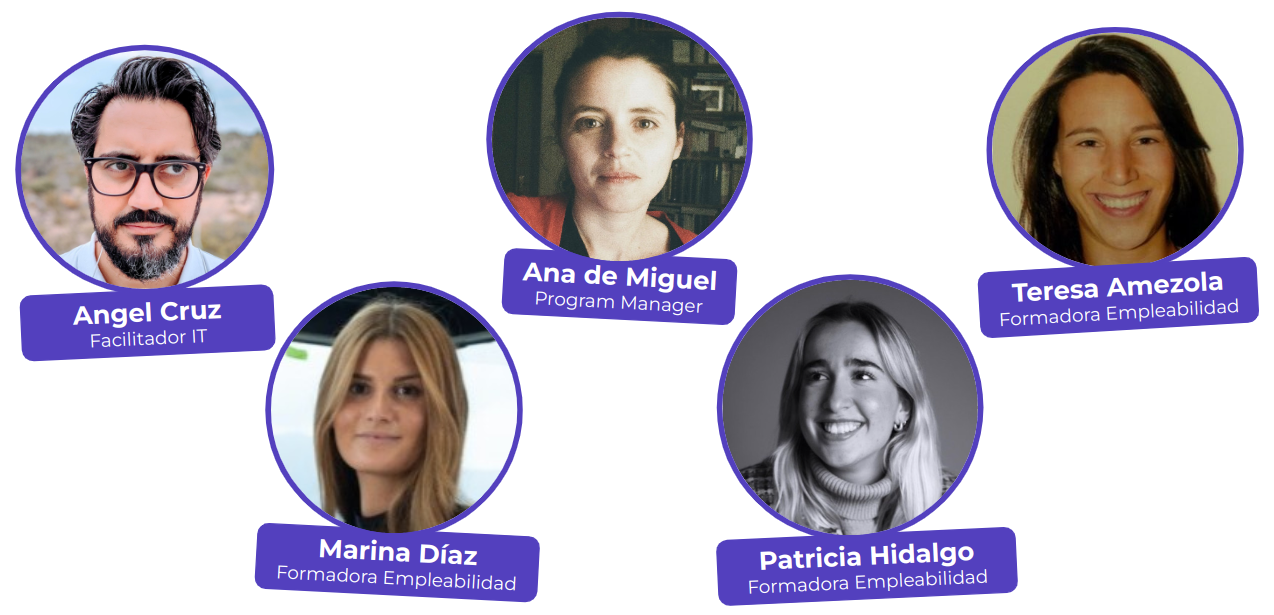 Angel Cruz
Facilitador IT
Marina Díaz
Formadora Empleabilidad
Ana de Miguel
Program Manager
Patricia Hidalgo
Formadora Empleabilidad
Teresa Amezola
Formadora Empleabilidad